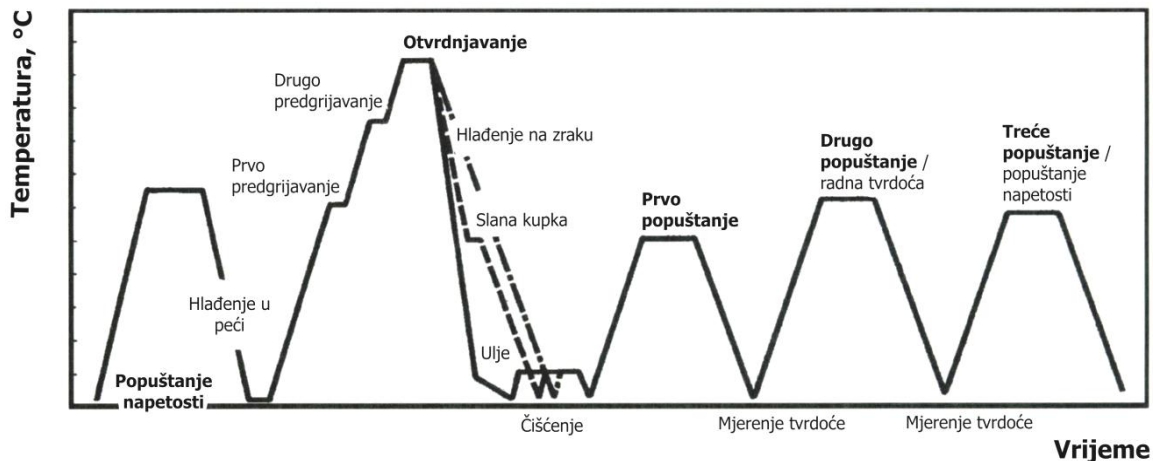 Temperatura, °C
Otvrdnjavanje
Drugo
predgrijavanje
Hlađenje na zraku
Prvo
predgrijavanje
Slana kupka
Hlađenje u
peći
Ulje
Popuštanje
napetosti
Prvo
popuštanje
Drugo
popuštanje /
radna tvrdoća
Treće
popuštanje /
popuštanje
napetosti
Čišćenje
Mjerenje tvrdoće
Mjerenje tvrdoće
Vrijeme